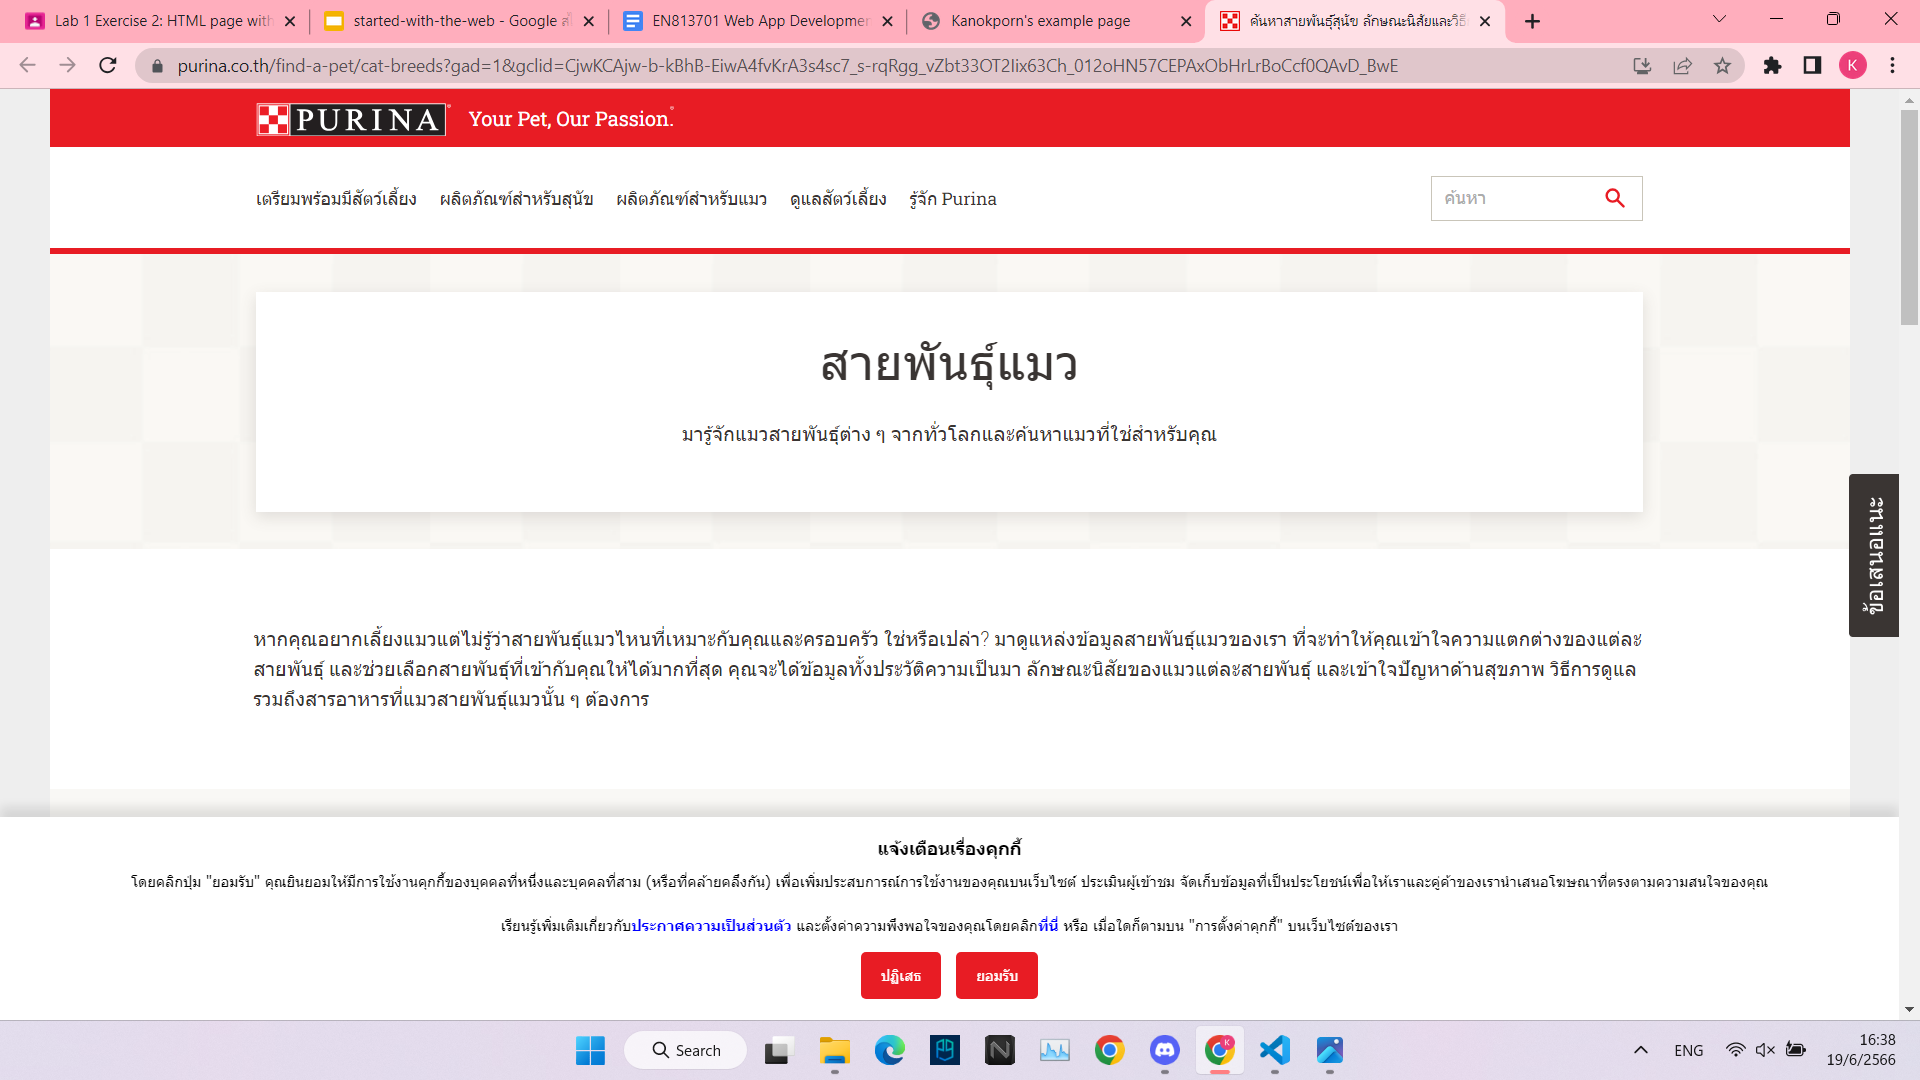 Lab 1 Exercise 2: HTML page with
started-with-the-web - Google ส
EN813701 Web App Developmen
Kanokporn's example page
ค้นหาสายพันธุ์สุนัข ลักษณะนิสัยและวิธี
purina.co.th/find-a-pet/cat-breeds?gad=1&gclid=CjwKCAjw-b-kBhB-EiwA4fvKrA3s4sc7_s-rqRgg_vZbt33OT2Iix63Ch_012oHN57CEPAxObHrLrBoCcf0QAvD_BwE
K
PURINA Your Pet, Our Passion.
เตรียมพร้อมมีสัตว์เลี้ยง ผลิตภัณฑ์สำหรับสุนัข ผลิตภัณฑ์สำหรับแมว ดูแลสัตว์เลี้ยง รู้จัก Purina
ค้นหา
สายพันธุ์แมว
มารู้จักแมวสายพันธุ์ต่าง ๆ จากทั่วโลกและค้นหาแมวที่ใช่สำหรับคุณ
ข้อเสนอแนะ
หากคุณอยากเลี้ยงแมวแต่ไม่รู้ว่าสายพันธุ์แมวไหนที่เหมาะกับคุณและครอบครัว ใช่หรือเปล่า? มาดูแหล่งข้อมูลสายพันธุ์แมวของเรา ที่จะทำให้คุณเข้าใจความแตกต่างของแต่ละ
สายพันธุ์ และช่วยเลือกสายพันธุ์ที่เข้ากับคุณให้ได้มากที่สุด คุณจะได้ข้อมูลทั้งประวัติความเป็นมา ลักษณะนิสัยของแมวแต่ละสายพันธุ์ และเข้าใจปัญหาด้านสุขภาพ วิธีการดูแล
รวมถึงสารอาหารที่แมวสายพันธุ์แมวนั้น ๆ ต้องการ
แจ้งเตือนเรื่องคุกกี้
โดยคลิกปุ่ม "ยอมรับ" คุณยินยอมให้มีการใช้งานคุกกี้ของบุคคลที่หนึ่งและบุคคลที่สาม (หรือที่คล้ายคลึงกัน) เพื่อเพิ่มประสบการณ์การใช้งานของคุณบนเว็บไซต์ ประเมินผู้เข้าชม จัดเก็บข้อมูลที่เป็นประโยชน์เพื่อให้เราและคู่ค้าของเรานำเสนอโฆษณาที่ตรงตามความสนใจของคุณ
เรียนรู้เพิ่มเติมเกี่ยวกับประกาศความเป็นส่วนตัว และตั้งค่าความพึงพอใจของคุณโดยคลิกที่นี่ หรือ เมื่อใดก็ตามบน "การตั้งค่าคุกกี้" บนเว็บไซต์ของเรา
ปฏิเสธ ยอมรับ
Search
ENG
16:38
19/6/2566